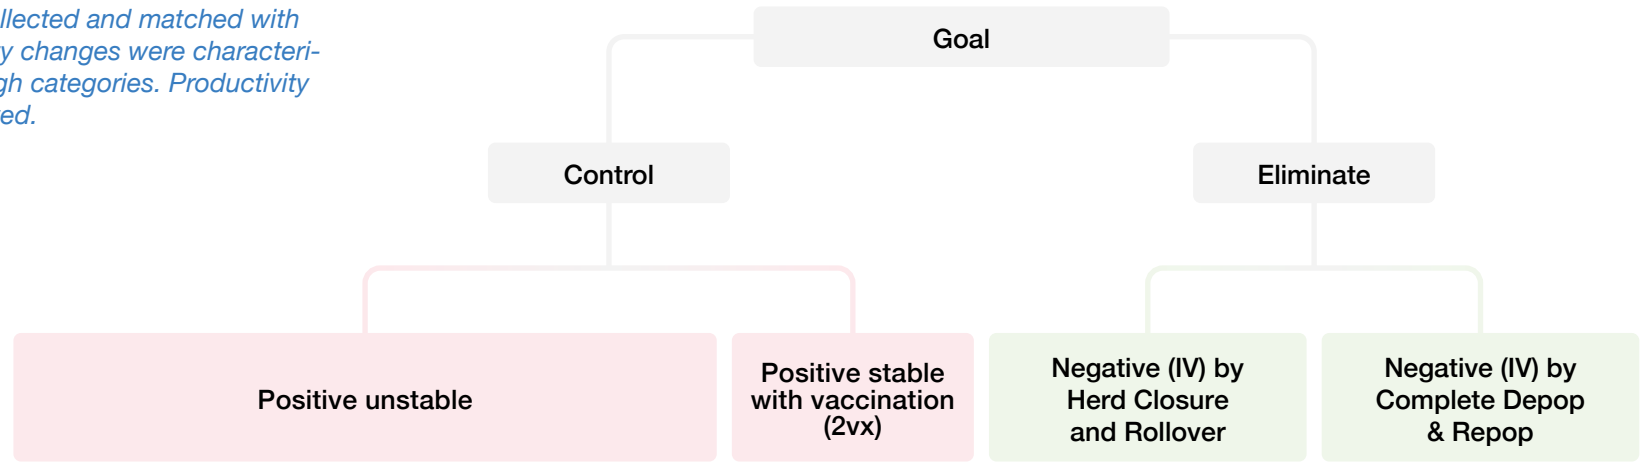 llected and matched with
y changes were characteri-
gh categories. Productivity
ed.
Goal
Control
Eliminate
Positive unstable
Positive stable
with vaccination
(2vx)
Negative (IV) by
Herd Closure
and Rollover
Negative (IV) by
Complete Depop
& Repop